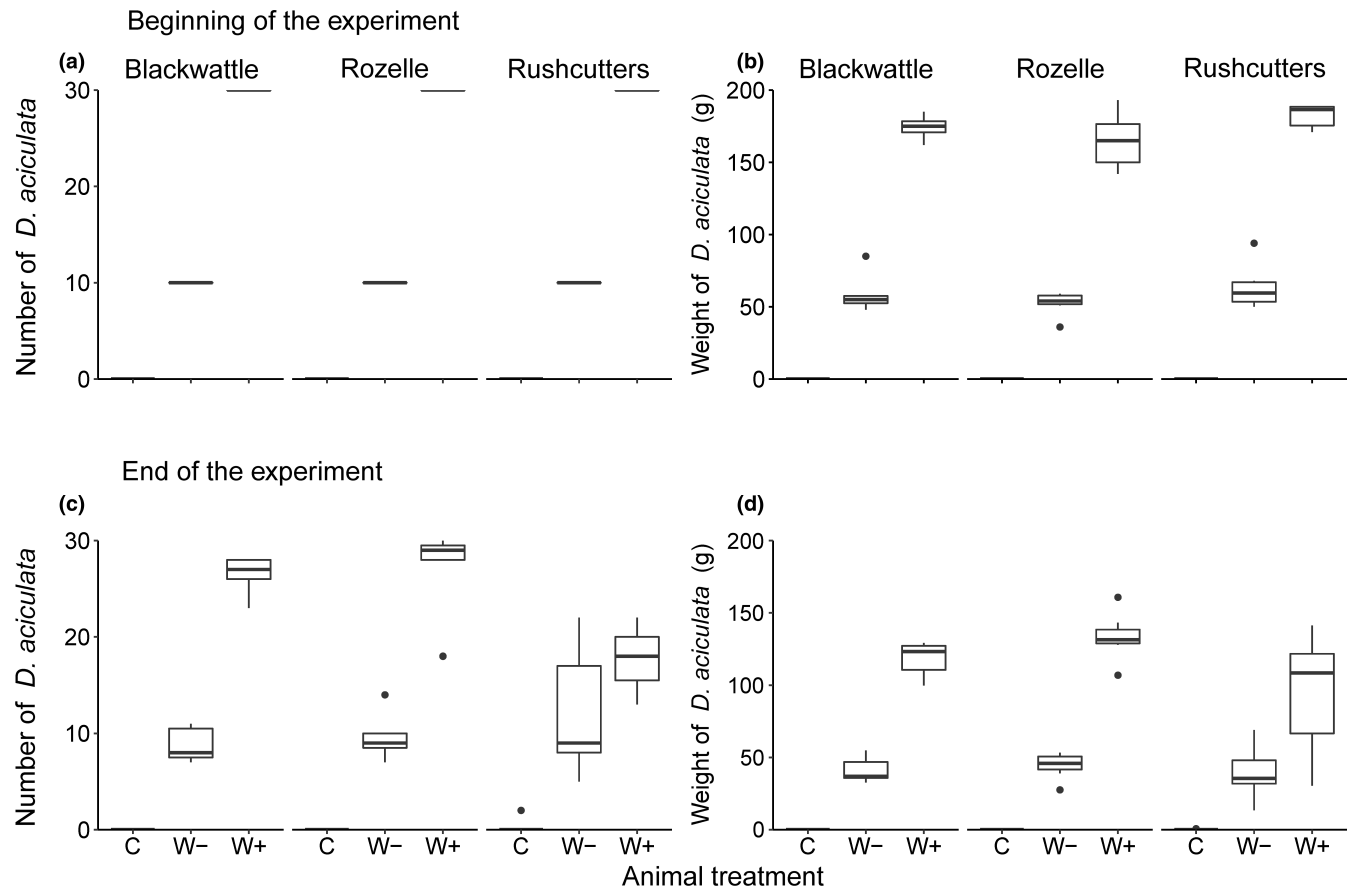 Beginning of the experiment
(a)
Blackwattle Rozelle Rushcutters
Number of D. aciculata
30
20
10
0
(b)
Blackwattle Rozelle Rushcutters
Weight of D. aciculata (g)
200
150
100
50
0
End of the experiment
(c)
Number of D. aciculata
30
20
10
0
C W− W+ C W− W+ C W− W+
(d)
Weight of D. aciculata (g)
200
150
100
50
0
C W− W+ C W− W+ C W− W+
Animal treatment